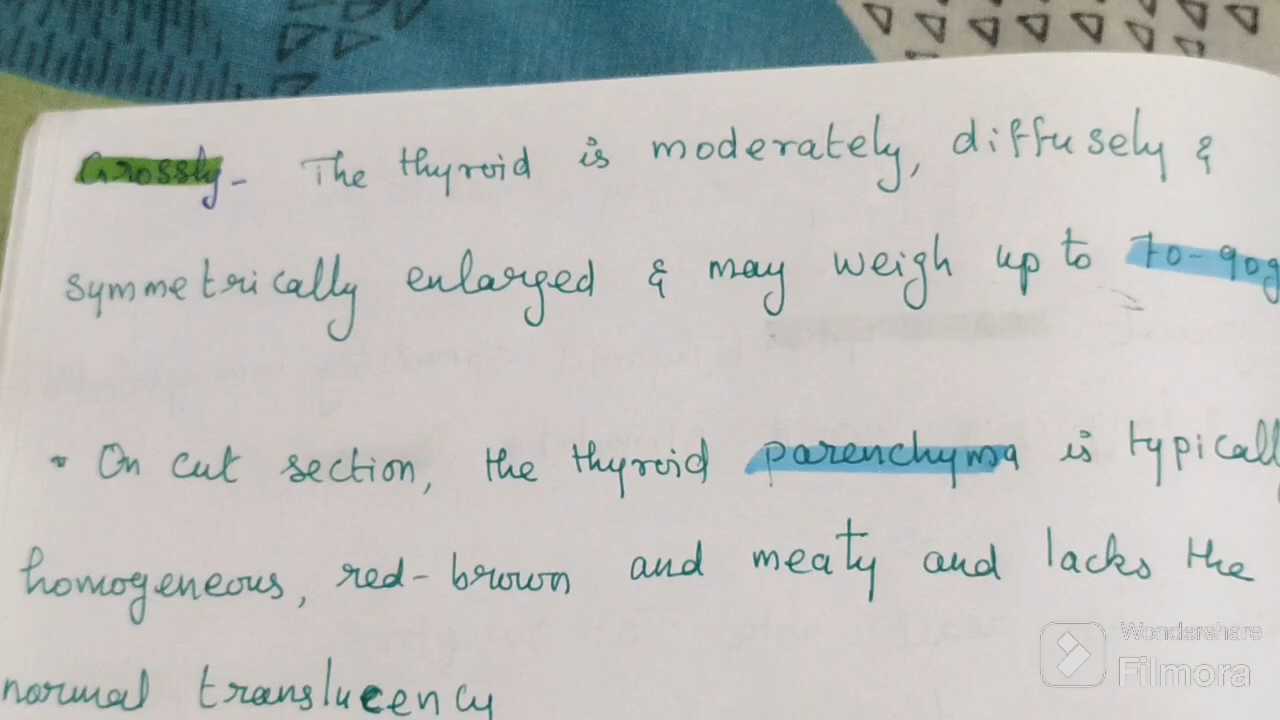 Grossly- The thyroid is moderately, diffusely &
symmetrically enlarged & may weigh up to 70-90g
• On cut section, the thyroid parenchyma is typicall
homogeneous, red-brown and meaty and lacks the
normal translucency
Wondershare
Filmora